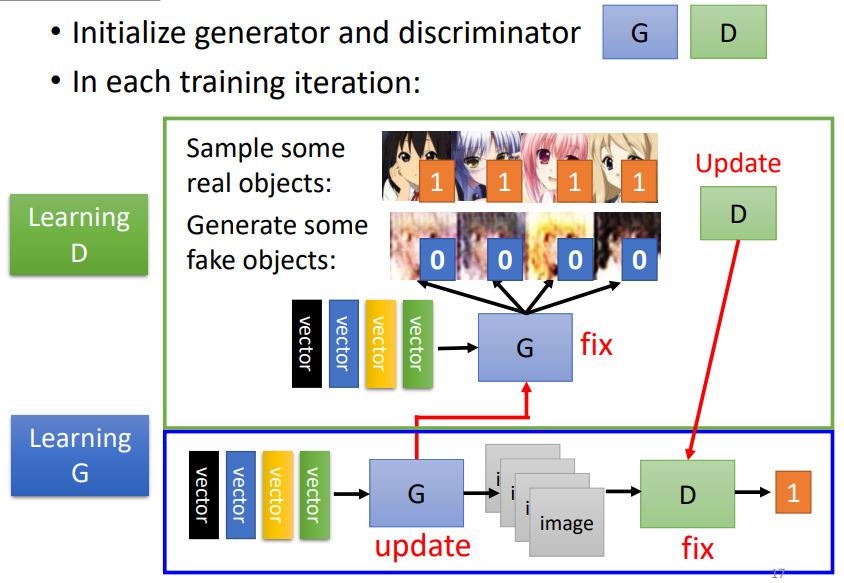 • Initialize generator and discriminator
G
D
• In each training iteration:
Learning
D
Sample some
real objects:
1
1
1
1
Update
D
Generate some
fake objects:
0
0
0
0
vector
vector
vector
vector
G
fix
Learning
G
vector
vector
vector
vector
G
update
i
i
i
image
D
fix
1
17